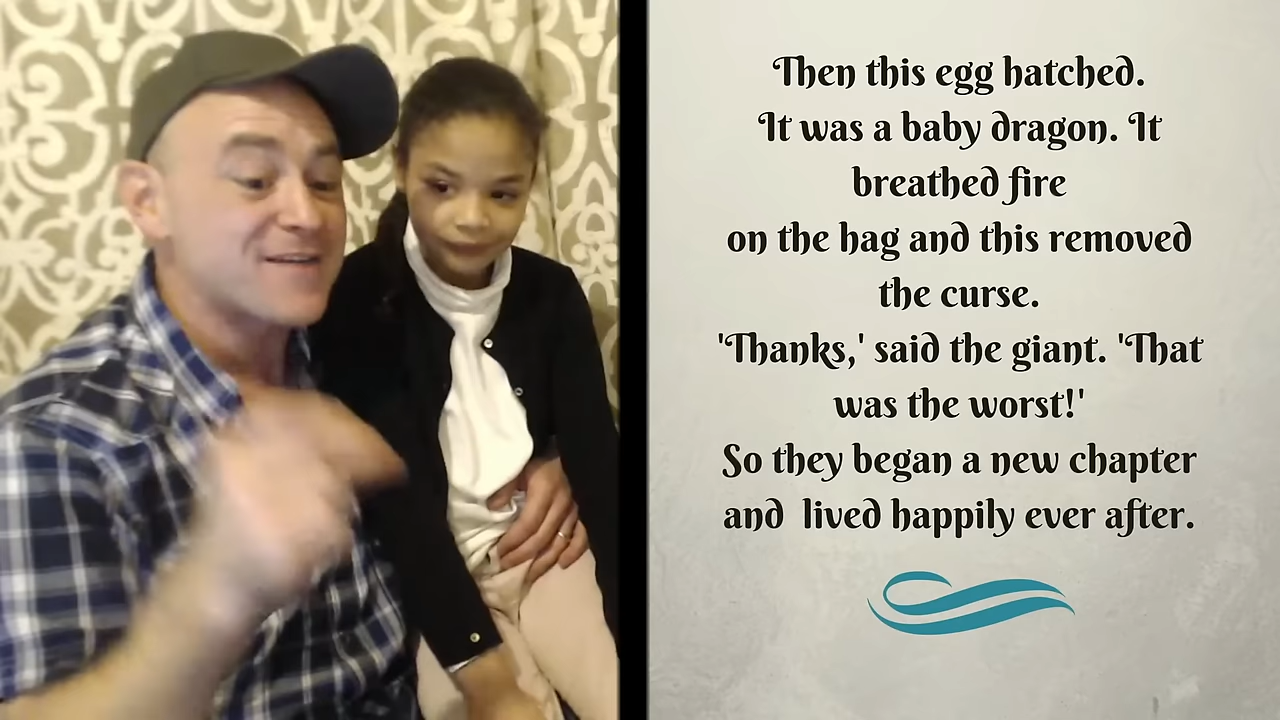 Then this egg hatched.
It was a baby dragon. It
breathed fire
on the hag and this removed
the curse.
'Thanks,' said the giant. 'That
was the worst!'
So they began a new chapter
and  lived happily ever after.